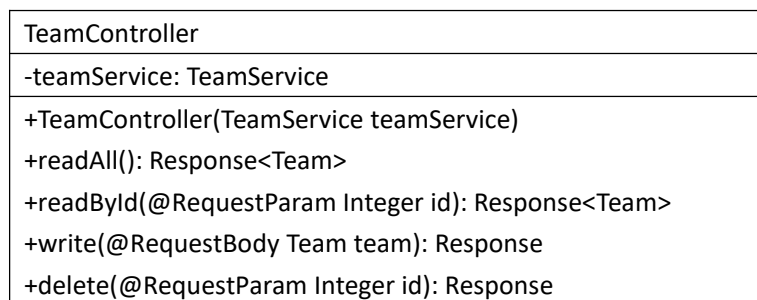 TeamController
-teamService: TeamService
+TeamController(TeamService teamService)
+readAll(): Response<Team>
+readById(@RequestParam Integer id): Response<Team>
+write(@RequestBody Team team): Response
+delete(@RequestParam Integer id): Response